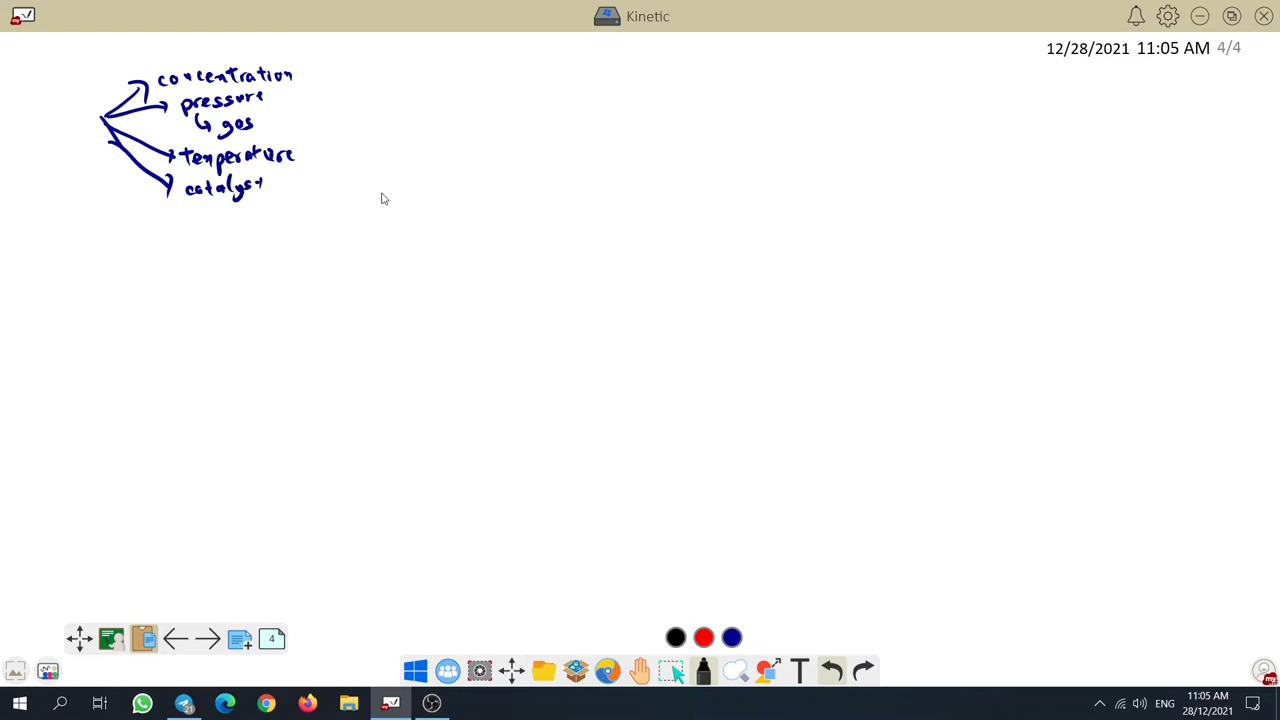 Kinetic
12/28/2021 11:05 AM 4/4
concentration
pressure
gas
temperature
catalyst
4
21
ENG
11:05 AM
28/12/2021